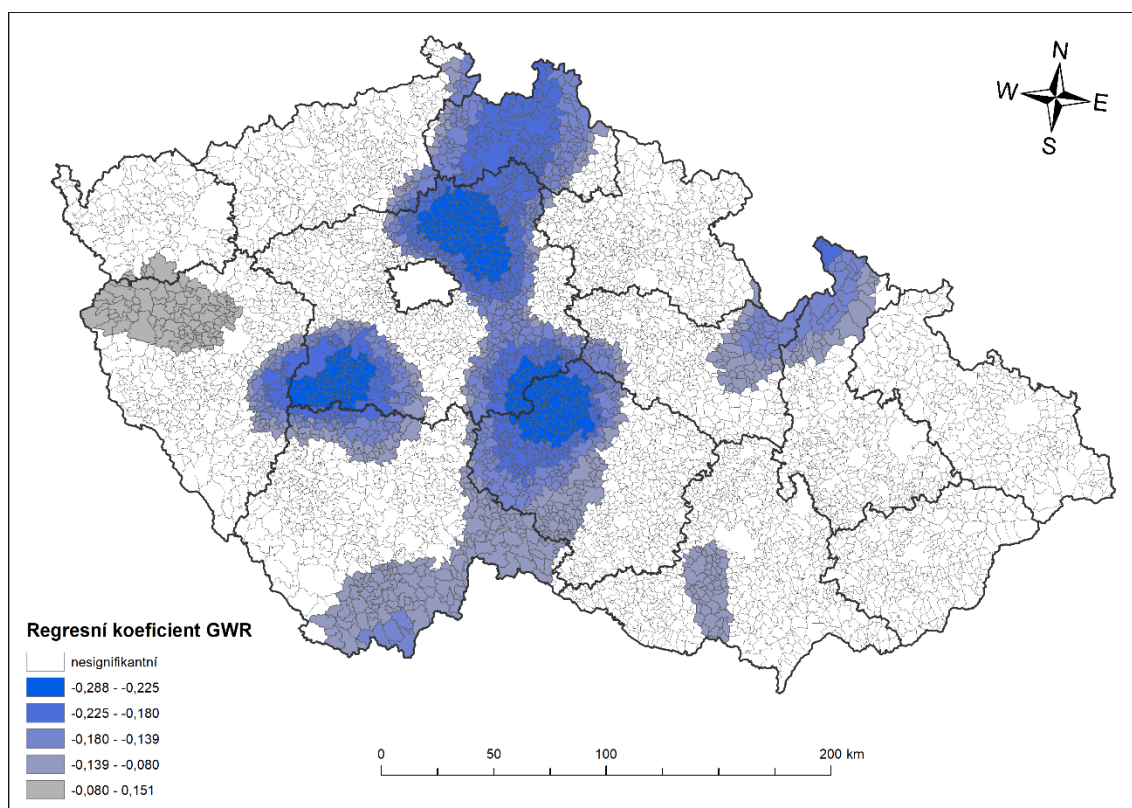 N
W E
S
Regresní koeficient GWR
nesignifikantní
-0,288 - -0,225
-0,225 - -0,180
-0,180 - -0,139
-0,139 - -0,080
-0,080 - 0,151
0 50 100 200 km